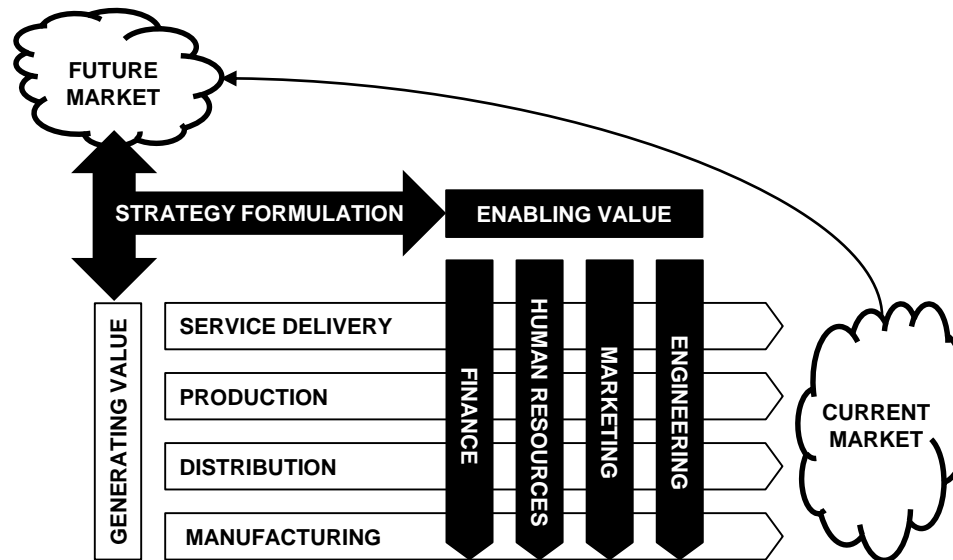 FUTURE
MARKET
STRATEGY FORMULATION
ENABLING VALUE
GENERATING VALUE
SERVICE DELIVERY
PRODUCTION
DISTRIBUTION
MANUFACTURING
FINANCE
HUMAN RESOURCES
MARKETING
ENGINEERING
CURRENT
MARKET